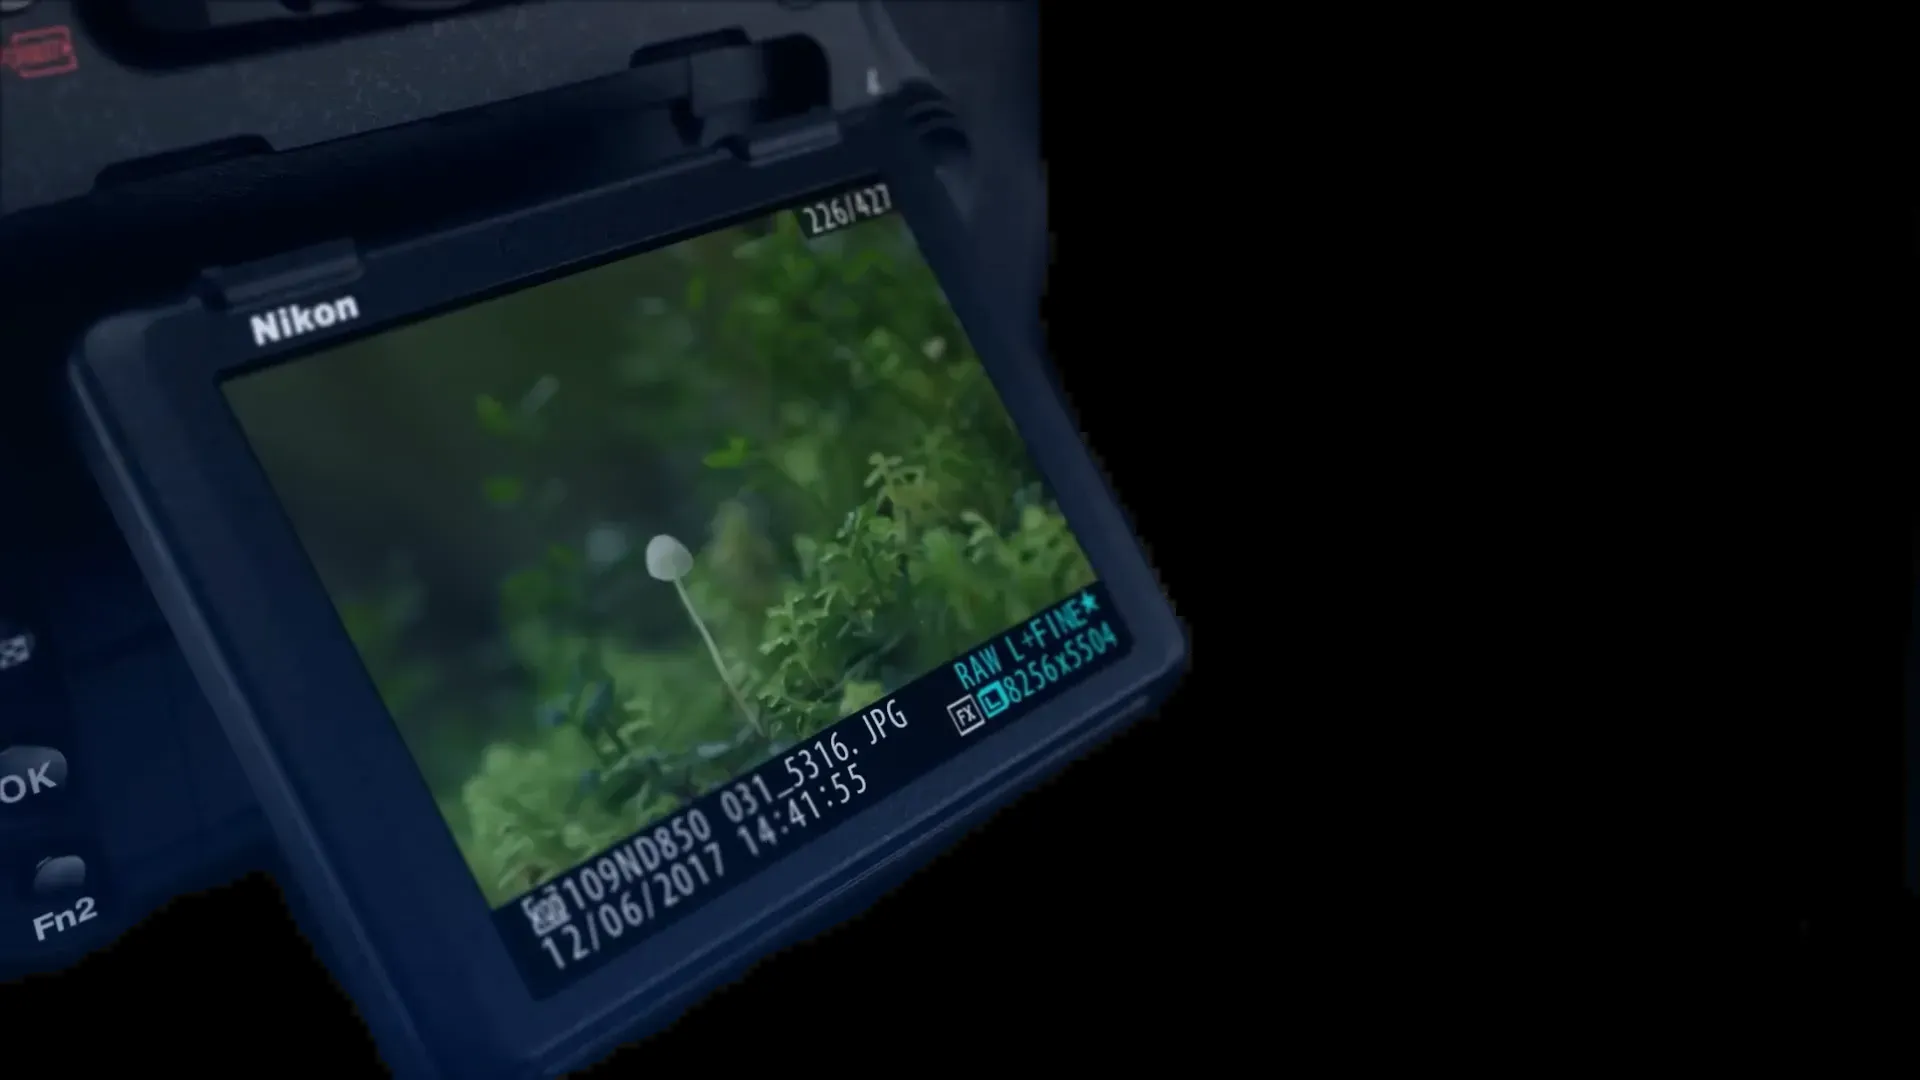 226/427
Nikon
RAW L+FINE★
FX L 8256x5504
109ND850 031_5316.JPG
12/06/2017 14:41:55
OK
Fn2